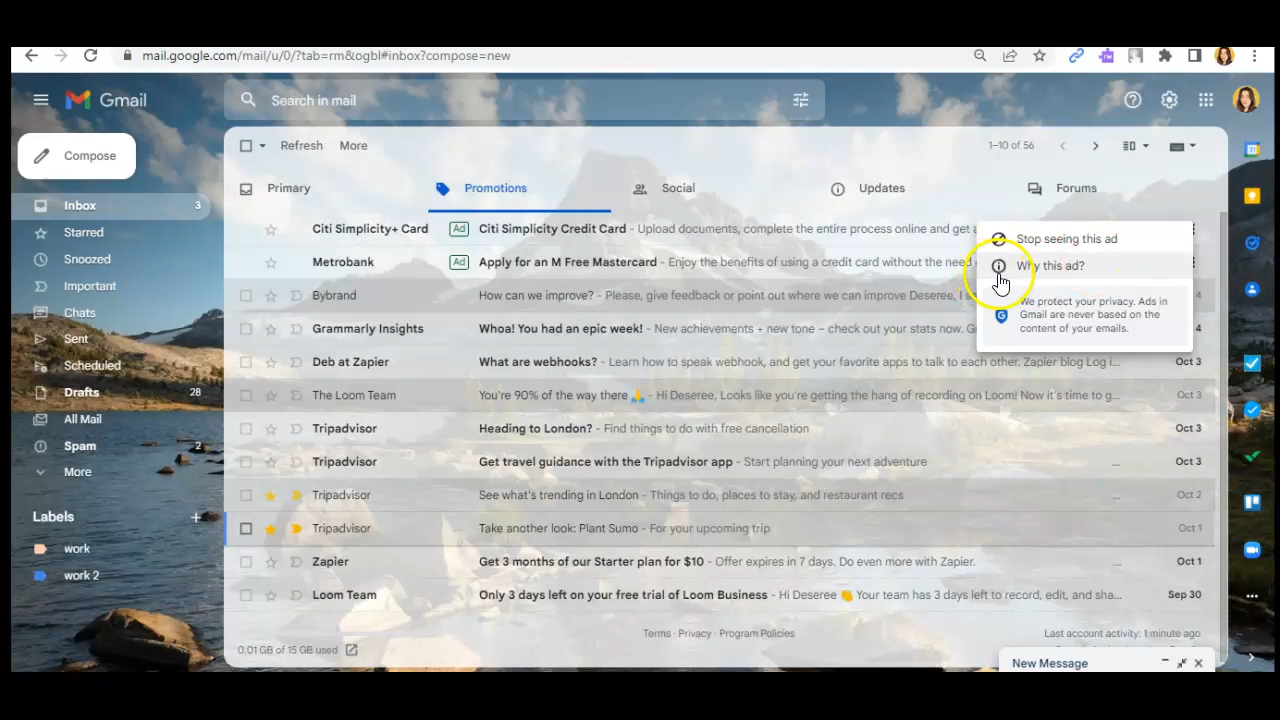 mail.google.com/mail/u/0/?tab=rm&ogbl#inbox?compose=new
Gmail
Search in mail
Compose
Inbox 3
Starred
Snoozed
Important
Chats
Sent
Scheduled
Drafts 28
All Mail
Spam 2
More
Labels
work
work 2
Refresh More 1–10 of 56
Primary Promotions Social Updates Forums
Citi Simplicity+ Card Ad Citi Simplicity Credit Card - Upload documents, complete the entire process online and get a
Metrobank Ad Apply for an M Free Mastercard - Enjoy the benefits of using a credit card without the need
Bybrand How can we improve? - Please, give feedback or point out where we can improve Deseree, I 4
Grammarly Insights Whoa! You had an epic week! - New achievements + new tone – check out your stats now. 4
Deb at Zapier What are webhooks? - Learn how to speak webhook, and get your favorite apps to talk to each other. Zapier blog Log i... Oct 3
The Loom Team You're 90% of the way there 🙏 - Hi Deseree, Looks like you're getting the hang of recording on Loom! Now it's time to g... Oct 3
Tripadvisor Heading to London? - Find things to do with free cancellation Oct 3
Tripadvisor Get travel guidance with the Tripadvisor app - Start planning your next adventure ... Oct 3
Tripadvisor See what's trending in London - Things to do, places to stay, and restaurant recs ... Oct 2
Tripadvisor Take another look: Plant Sumo - For your upcoming trip ... Oct 1
Zapier Get 3 months of our Starter plan for $10 - Offer expires in 7 days. Do even more with Zapier. ... Oct 1
Loom Team Only 3 days left on your free trial of Loom Business - Hi Deseree 👏 Your team has 3 days left to record, edit, and sha... Sep 30
Stop seeing this ad
Why this ad?
We protect your privacy. Ads in
Gmail are never based on the
content of your emails.
Terms · Privacy · Program Policies
Last account activity: 1 minute ago
0.01 GB of 15 GB used
New Message